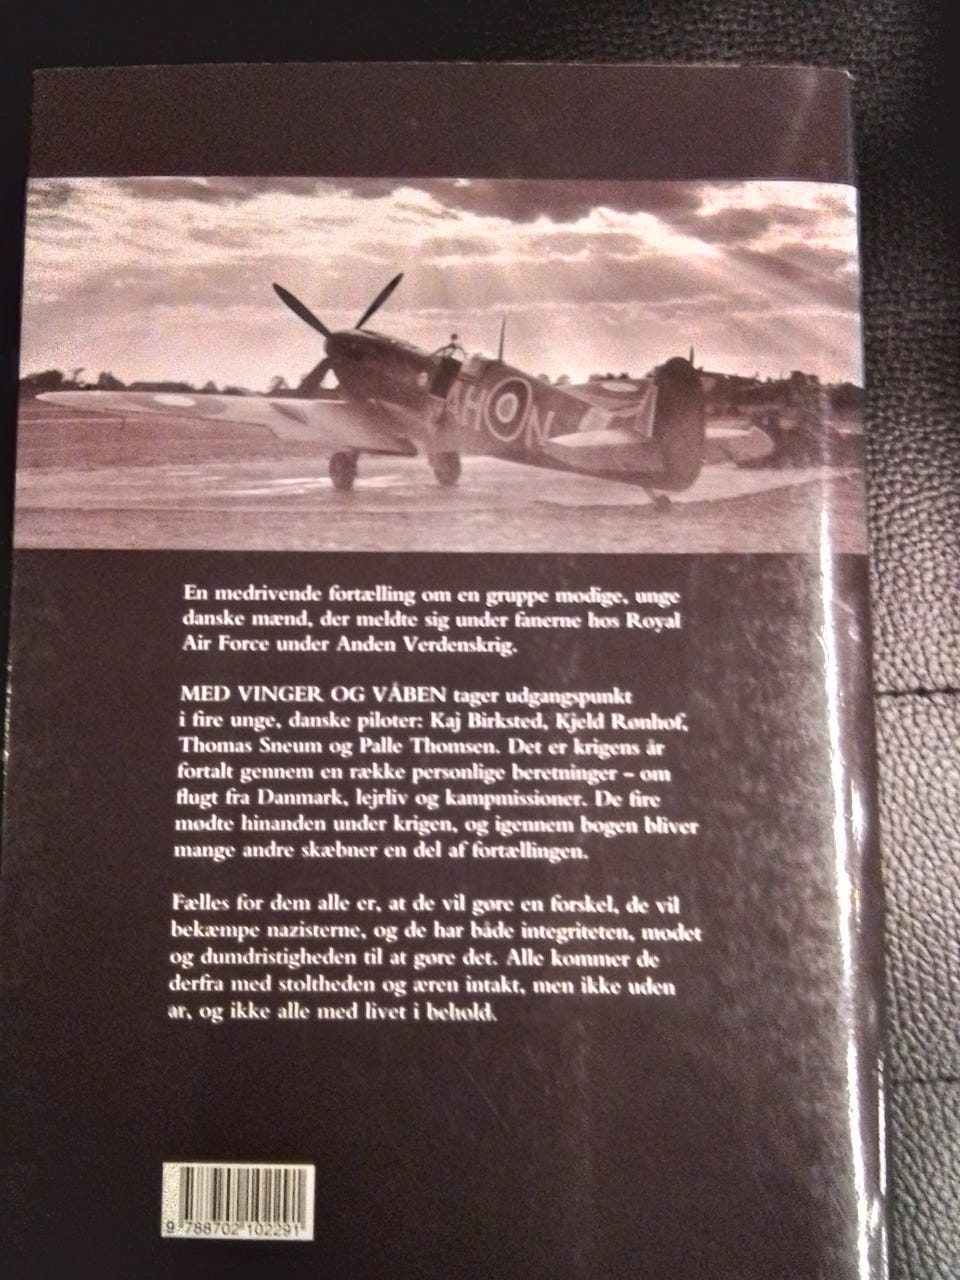 AH N
En medrivende fortælling om en gruppe modige, unge
danske mænd, der meldte sig under fanerne hos Royal
Air Force under Anden Verdenskrig.
MED VINGER OG VÅBEN tager udgangspunkt
i fire unge, danske piloter: Kaj Birksted, Kjeld Rønhof,
Thomas Sneum og Palle Thomsen. Det er krigens år
fortalt gennem en række personlige beretninger – om
flugt fra Danmark, lejrliv og kampmissioner. De fire
mødte hinanden under krigen, og igennem bogen bliver
mange andre skæbner en del af fortællingen.
Fælles for dem alle er, at de vil gøre en forskel, de vil
bekæmpe nazisterne, og de har både integriteten, modet
og dumdristigheden til at gøre det. Alle kommer de
derfra med stoltheden og æren intakt, men ikke uden
ar, og ikke alle med livet i behold.
9 788702 102291